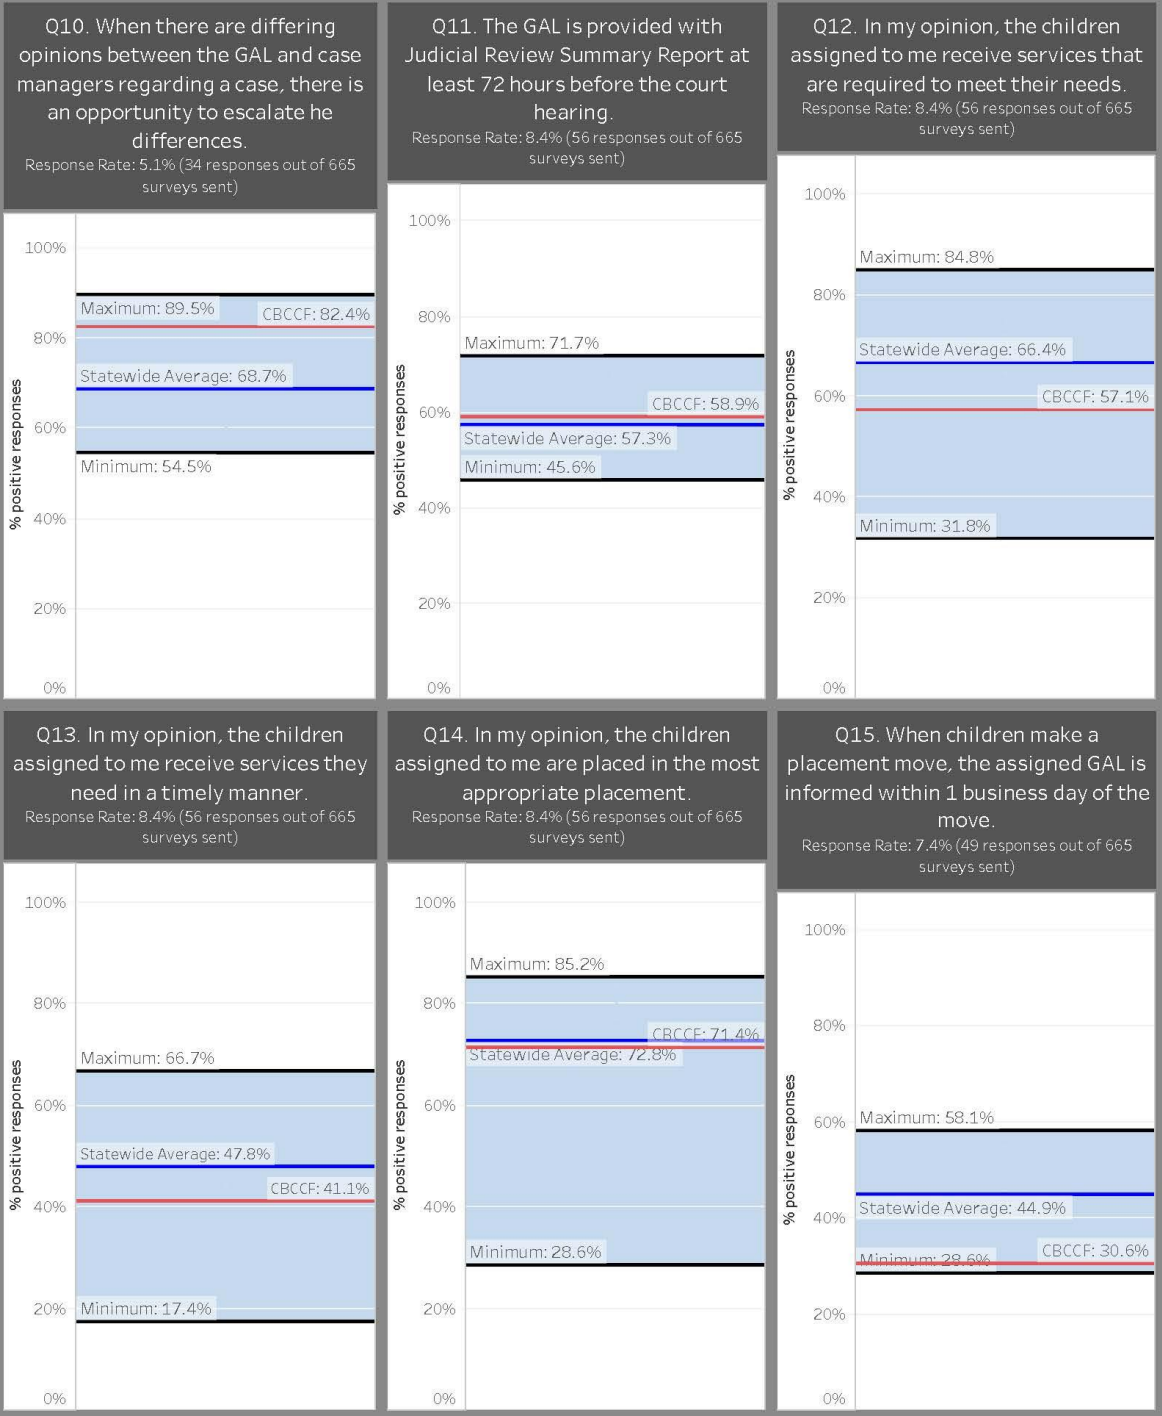 Q10. When there are differing
opinions between the GAL and case
managers regarding a case, there is
an opportunity to escalate he
differences.
Response Rate: 5.1% (34 responses out of 665
surveys sent)
% positive responses
100%
80%
60%
40%
20%
0%
Maximum: 89.5%
CBCCF: 82.4%
Statewide Average: 68.7%
Minimum: 54.5%
Q11. The GAL is provided with
Judicial Review Summary Report at
least 72 hours before the court
hearing.
Response Rate: 8.4% (56 responses out of 665
surveys sent)
% positive responses
100%
80%
60%
40%
20%
0%
Maximum: 71.7%
CBCCF: 58.9%
Statewide Average: 57.3%
Minimum: 45.6%
Q12. In my opinion, the children
assigned to me receive services that
are required to meet their needs.
Response Rate: 8.4% (56 responses out of 665
surveys sent)
% positive responses
100%
80%
60%
40%
20%
0%
Maximum: 84.8%
Statewide Average: 66.4%
CBCCF: 57.1%
Minimum: 31.8%
Q13. In my opinion, the children
assigned to me receive services they
need in a timely manner.
Response Rate: 8.4% (56 responses out of 665
surveys sent)
% positive responses
100%
80%
60%
40%
20%
0%
Maximum: 66.7%
Statewide Average: 47.8%
CBCCF: 41.1%
Minimum: 17.4%
Q14. In my opinion, the children
assigned to me are placed in the most
appropriate placement.
Response Rate: 8.4% (56 responses out of 665
surveys sent)
% positive responses
100%
80%
60%
40%
20%
0%
Maximum: 85.2%
CBCCF: 71.4%
Statewide Average: 72.8%
Minimum: 28.6%
Q15. When children make a
placement move, the assigned GAL is
informed within 1 business day of the
move.
Response Rate: 7.4% (49 responses out of 665
surveys sent)
% positive responses
100%
80%
60%
40%
20%
0%
Maximum: 58.1%
Statewide Average: 44.9%
CBCCF: 30.6%
Minimum: 28.6%